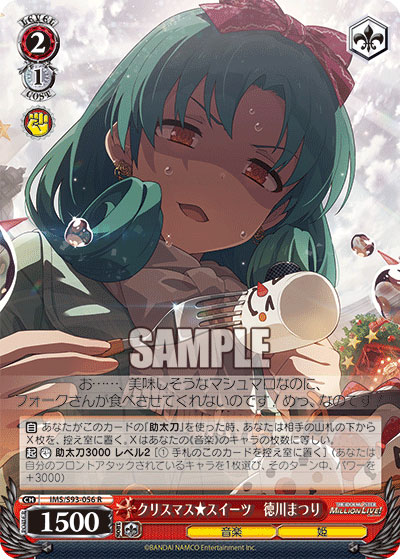 LEVEL
2
1
COST
SAMPLE
お……、美味しそうなマシュマロなのに、
フォークさんが食べさせてくれないのです!めっ、なのです?
自 あなたがこのカードの『助太刀』を使った時、あなたは相手の山札の下から
X枚を、控え室に置く。Xはあなたの《音楽》のキャラの枚数に等しい。
起 助太刀3000 レベル2 [① 手札のこのカードを控え室に置く] (あなたは
自分のフロントアタックされているキャラを1枚選び、そのターン中、パワーを
+3000)
CH IMS/S93-056 R
POWER
1500
クリスマス★スイーツ 徳川まつり
THE IDOLM@STER
MILLION LIVE!
音楽
姫
©BANDAI NAMCO Entertainment Inc.